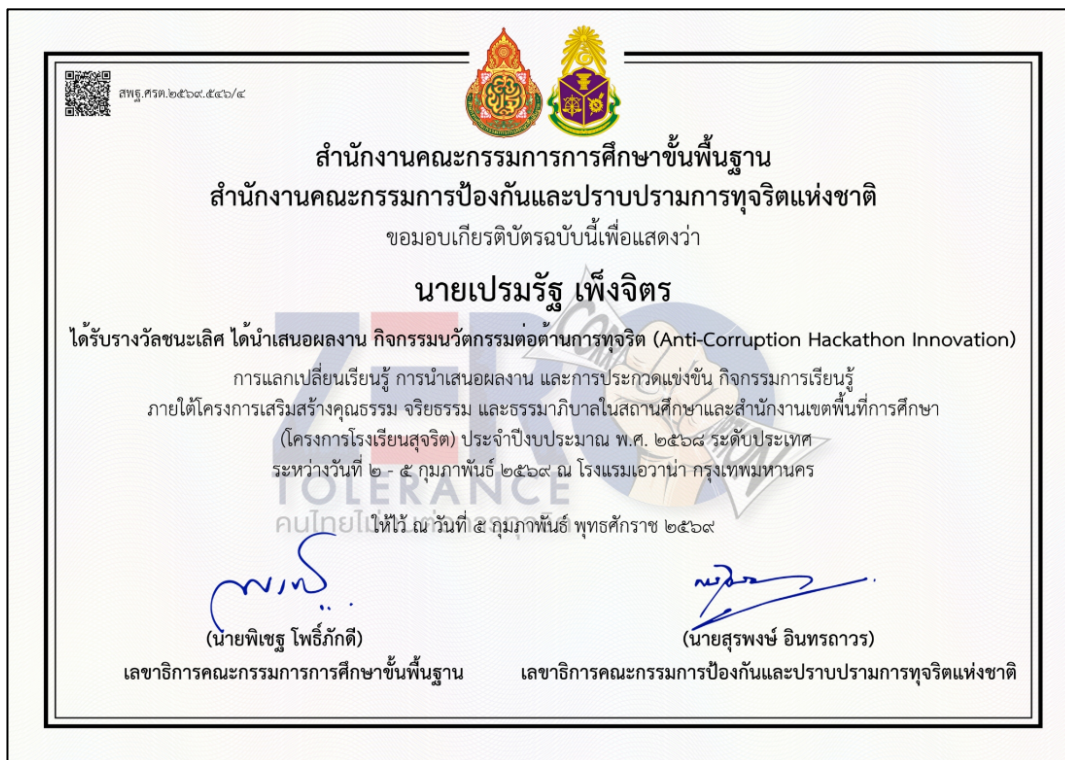 สพฐ.ศรต.๒๕๖๙.๕๔๖/๔
สำนักงานคณะกรรมการการศึกษาขั้นพื้นฐาน
สำนักงานคณะกรรมการป้องกันและปราบปรามการทุจริตแห่งชาติ
ขอมอบเกียรติบัตรฉบับนี้เพื่อแสดงว่า
นายเปรมรัฐ เพ็งจิตร
ได้รับรางวัลชนะเลิศ ได้นำเสนอผลงาน กิจกรรมนวัตกรรมต่อต้านการทุจริต (Anti-Corruption Hackathon Innovation)
การแลกเปลี่ยนเรียนรู้ การนำเสนอผลงาน และการประกวดแข่งขัน กิจกรรมการเรียนรู้
ภายใต้โครงการเสริมสร้างคุณธรรม จริยธรรม และธรรมาภิบาลในสถานศึกษาและสำนักงานเขตพื้นที่การศึกษา
(โครงการโรงเรียนสุจริต) ประจำปีงบประมาณ พ.ศ. ๒๕๖๘ ระดับประเทศ
ระหว่างวันที่ ๒ - ๕ กุมภาพันธ์ ๒๕๖๙ ณ โรงแรมเอวาน่า กรุงเทพมหานคร
ZERO
TOLERANCE
คนไทยไม่
ให้ไว้ ณ วันที่ ๕ กุมภาพันธ์ พุทธศักราช ๒๕๖๙
(นายพิเชฐ โพธิ์ภักดี)
เลขาธิการคณะกรรมการการศึกษาขั้นพื้นฐาน
(นายสุรพงษ์ อินทรถาวร)
เลขาธิการคณะกรรมการป้องกันและปราบปรามการทุจริตแห่งชาติ